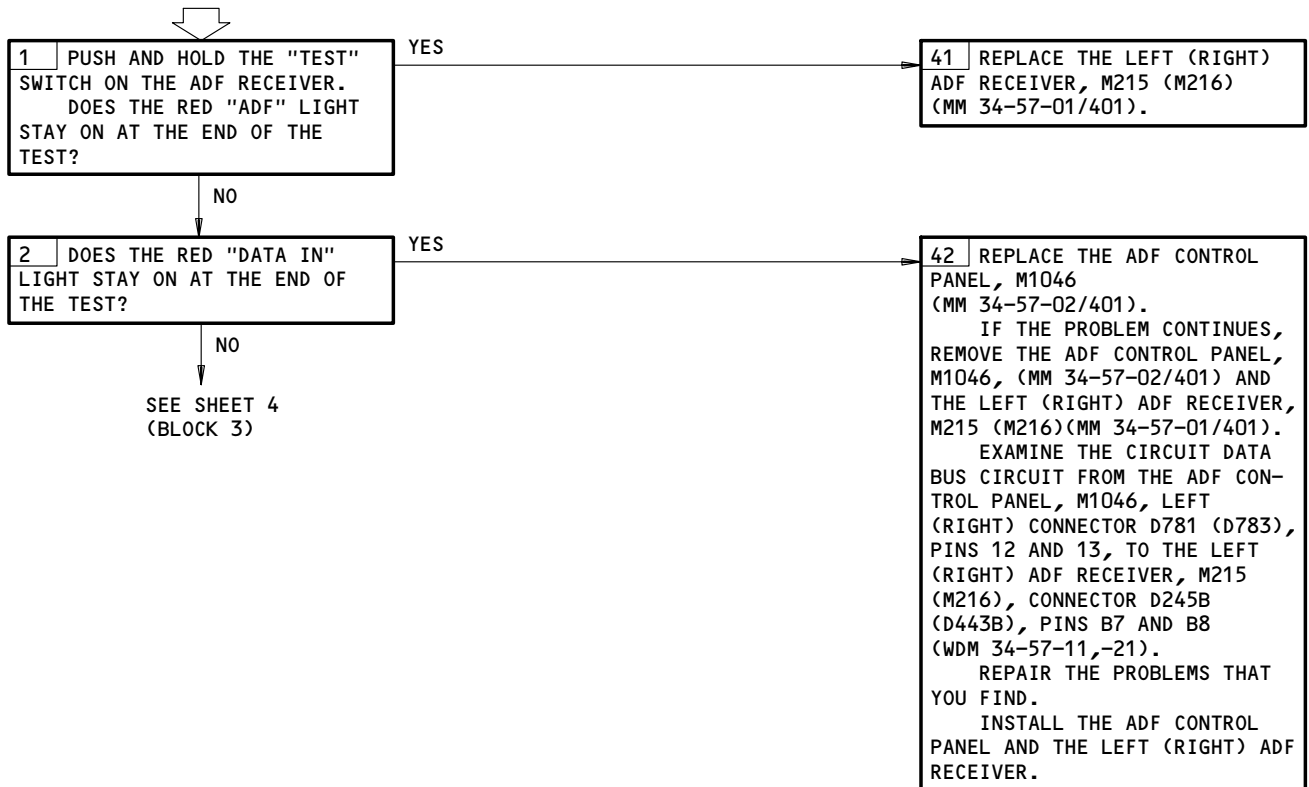 1 PUSH AND HOLD THE "TEST"
SWITCH ON THE ADF RECEIVER.
DOES THE RED "ADF" LIGHT
STAY ON AT THE END OF THE
TEST?
YES
41 REPLACE THE LEFT (RIGHT)
ADF RECEIVER, M215 (M216)
(MM 34-57-01/401).
NO
2 DOES THE RED "DATA IN"
LIGHT STAY ON AT THE END OF
THE TEST?
YES
42 REPLACE THE ADF CONTROL
PANEL, M1046
(MM 34-57-02/401).
IF THE PROBLEM CONTINUES,
REMOVE THE ADF CONTROL PANEL,
M1046, (MM 34-57-02/401) AND
THE LEFT (RIGHT) ADF RECEIVER,
M215 (M216)(MM 34-57-01/401).
EXAMINE THE CIRCUIT DATA
BUS CIRCUIT FROM THE ADF CON-
TROL PANEL, M1046, LEFT
(RIGHT) CONNECTOR D781 (D783),
PINS 12 AND 13, TO THE LEFT
(RIGHT) ADF RECEIVER, M215
(M216), CONNECTOR D245B
(D443B), PINS B7 AND B8
(WDM 34-57-11,-21).
REPAIR THE PROBLEMS THAT
YOU FIND.
INSTALL THE ADF CONTROL
PANEL AND THE LEFT (RIGHT) ADF
RECEIVER.
NO
SEE SHEET 4
(BLOCK 3)